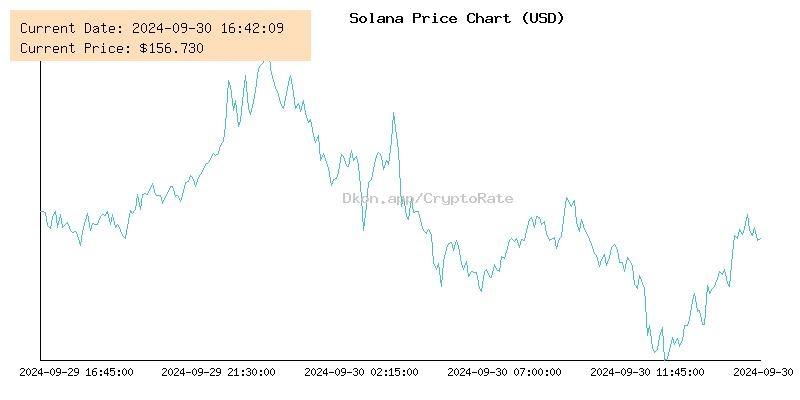 Solana Price Chart (USD)
Current Date: 2024-09-30 16:42:09
Current Price: $156.730
Dkon.app/CryptoRate
2024-09-29 16:45:00 2024-09-29 21:30:00 2024-09-30 02:15:00 2024-09-30 07:00:00 2024-09-30 11:45:00 2024-09-30